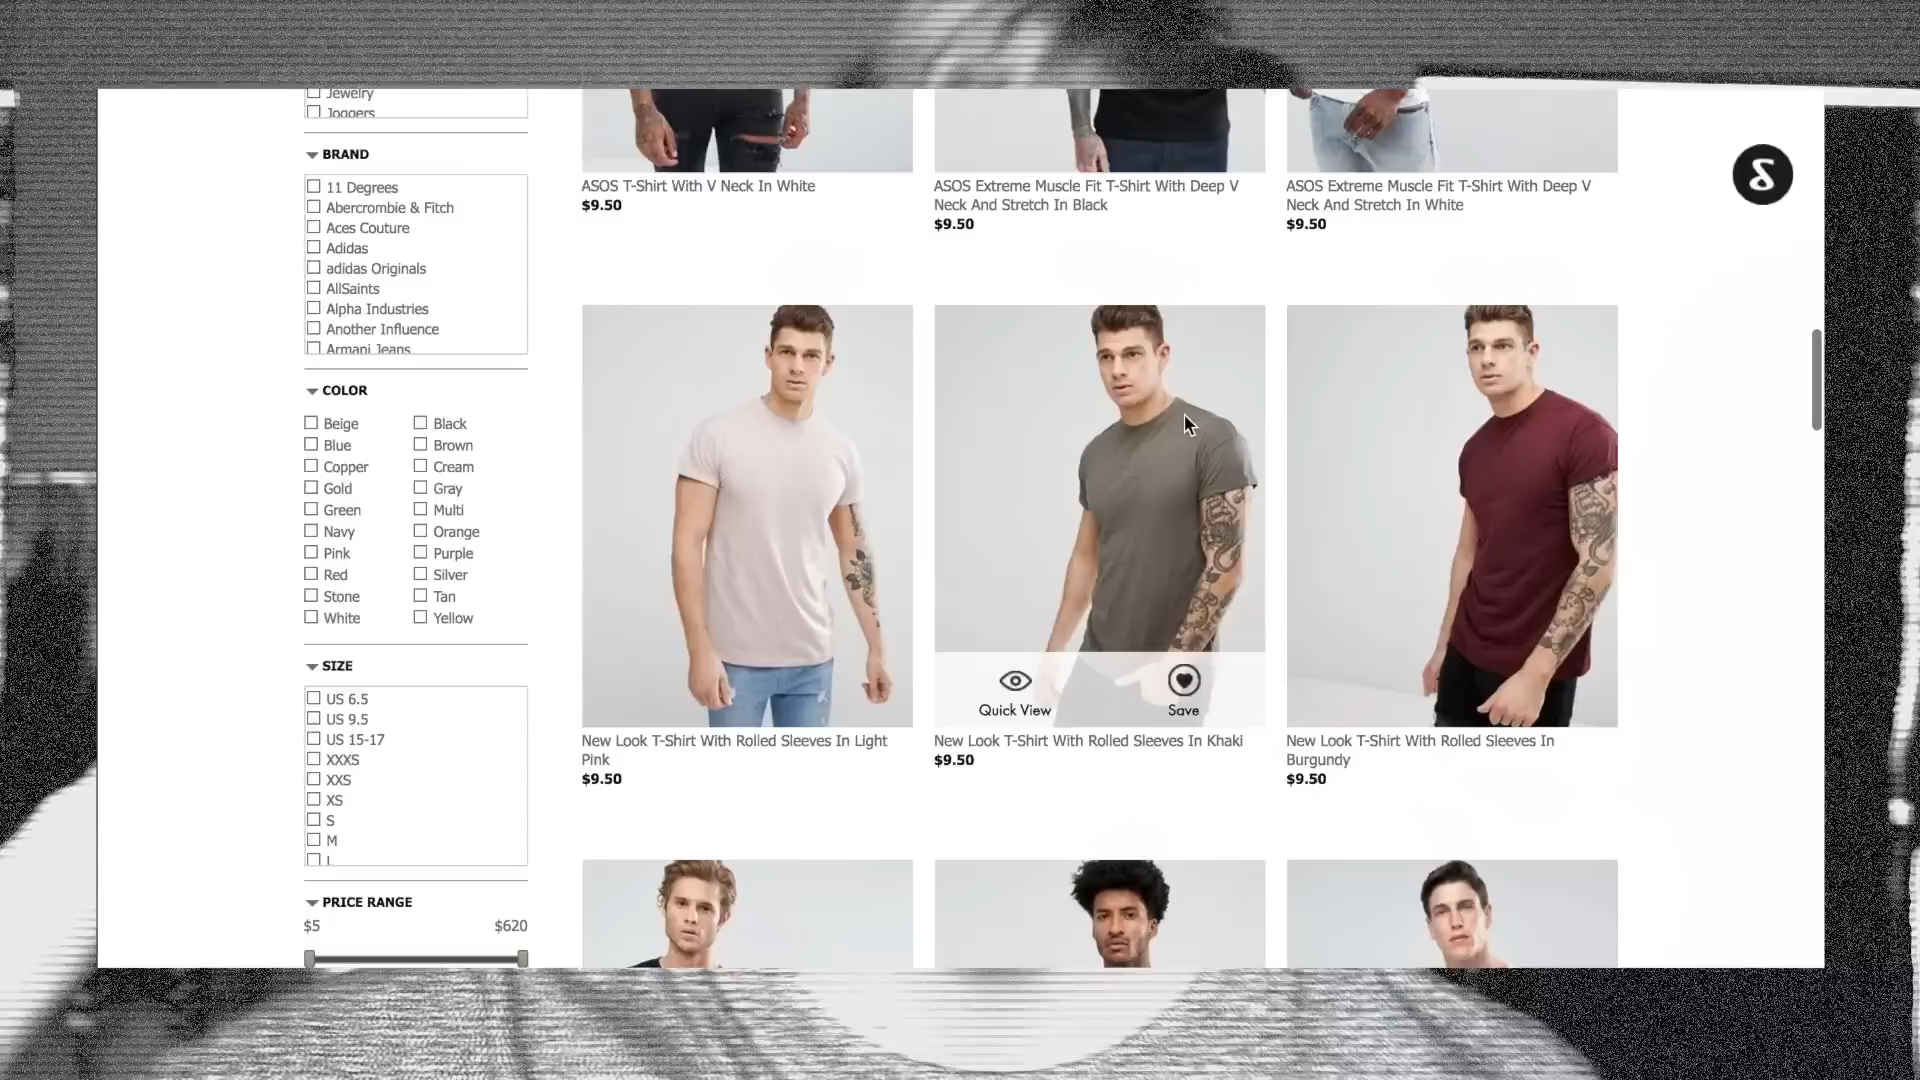 Jewelry
Joggers
BRAND
11 Degrees
Abercrombie & Fitch
Aces Couture
Adidas
adidas Originals
AllSaints
Alpha Industries
Another Influence
Armani Jeans
COLOR
Beige
Black
Blue
Brown
Copper
Cream
Gold
Gray
Green
Multi
Navy
Orange
Pink
Purple
Red
Silver
Stone
Tan
White
Yellow
SIZE
US 6.5
US 9.5
US 15-17
XXXS
XXS
XS
S
M
L
PRICE RANGE
$5
$620
ASOS T-Shirt With V Neck In White
$9.50
ASOS Extreme Muscle Fit T-Shirt With Deep V
Neck And Stretch In Black
$9.50
ASOS Extreme Muscle Fit T-Shirt With Deep V
Neck And Stretch In White
$9.50
Quick View
Save
New Look T-Shirt With Rolled Sleeves In Light
Pink
$9.50
New Look T-Shirt With Rolled Sleeves In Khaki
$9.50
New Look T-Shirt With Rolled Sleeves In
Burgundy
$9.50